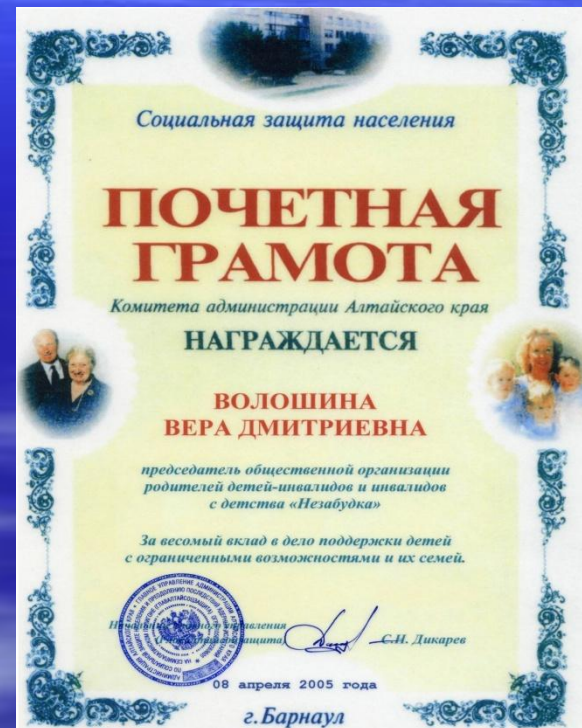 Социальная защита населения
ПОЧЕТНАЯ
ГРАМОТА
Комитета администрации Алтайского края
НАГРАЖДАЕТСЯ
ВОЛОШИНА
ВЕРА ДМИТРИЕВНА
председатель общественной организации
родителей детей-инвалидов и инвалидов
с детства «Незабудка»
За весомый вклад в дело поддержки детей
с ограниченными возможностями и их семей.
С.И. Дикарев
08 апреля 2005 года
г.Барнаул